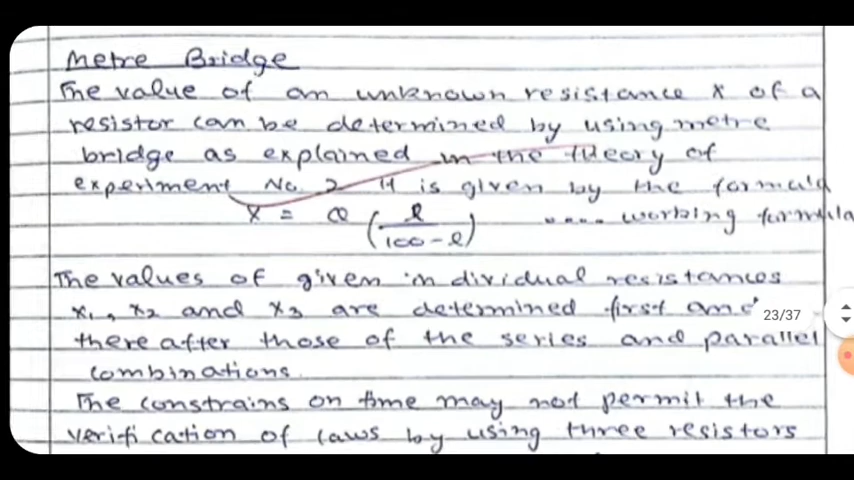 Metre Bridge
The value of an unknown resistance X of a
resistor can be determined by using metre
bridge as explained in the theory of
experiment No. 2 It is given by the formula
X = Q (l / 100 - l) .... working formula
The values of given individual resistances
x1, x2 and x3 are determined first and
23/37
there after those of the series and parallel
combinations.
The constrains on time may not permit the
verification of laws by using three resistors